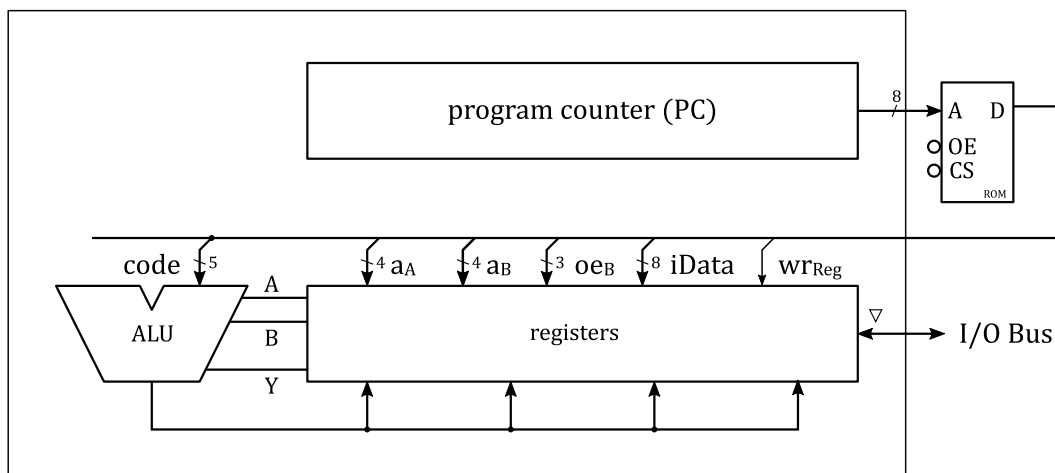 program counter (PC)
8
A D
OE
CS
ROM
code 5 4 aA 4 aB 3 oeB 8 iData wrReg
A
ALU
B
registers
▽
I/O Bus
Y